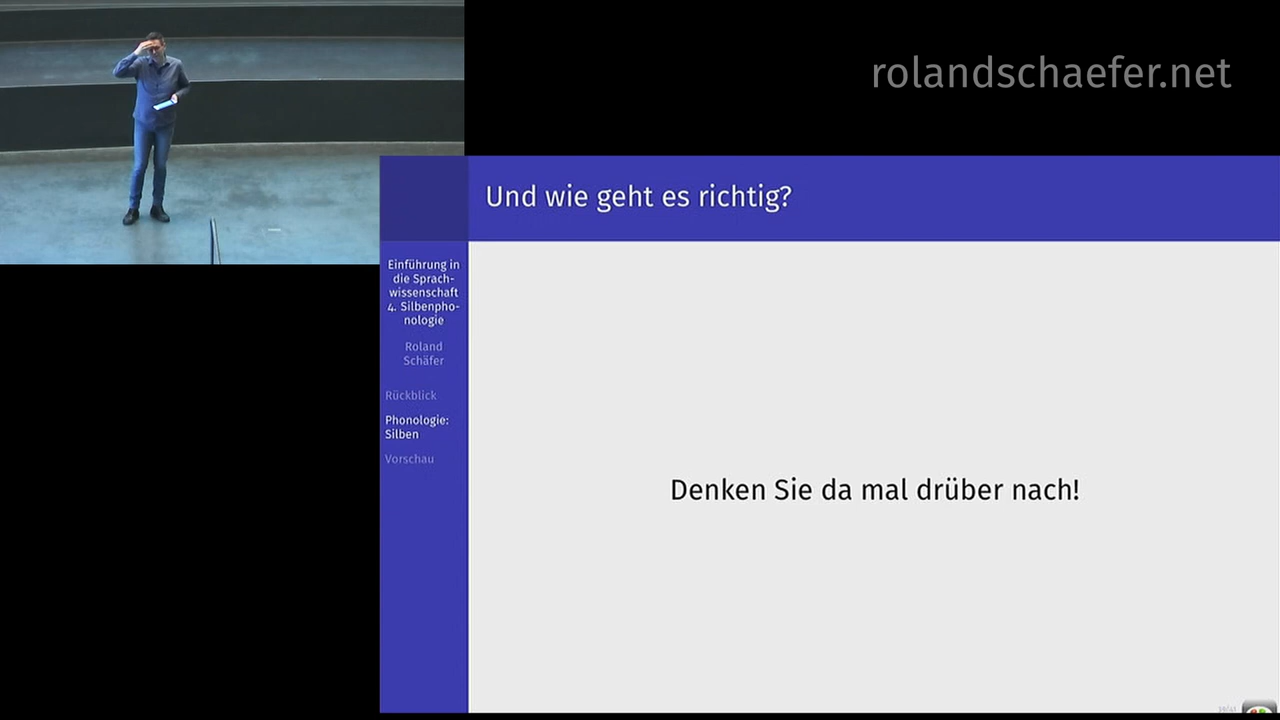 rolandschaefer.net
Und wie geht es richtig?
Einführung in
die Sprach-
wissenschaft
4. Silbenpho-
nologie
Roland
Schäfer
Rückblick
Phonologie:
Silben
Vorschau
Denken Sie da mal drüber nach!